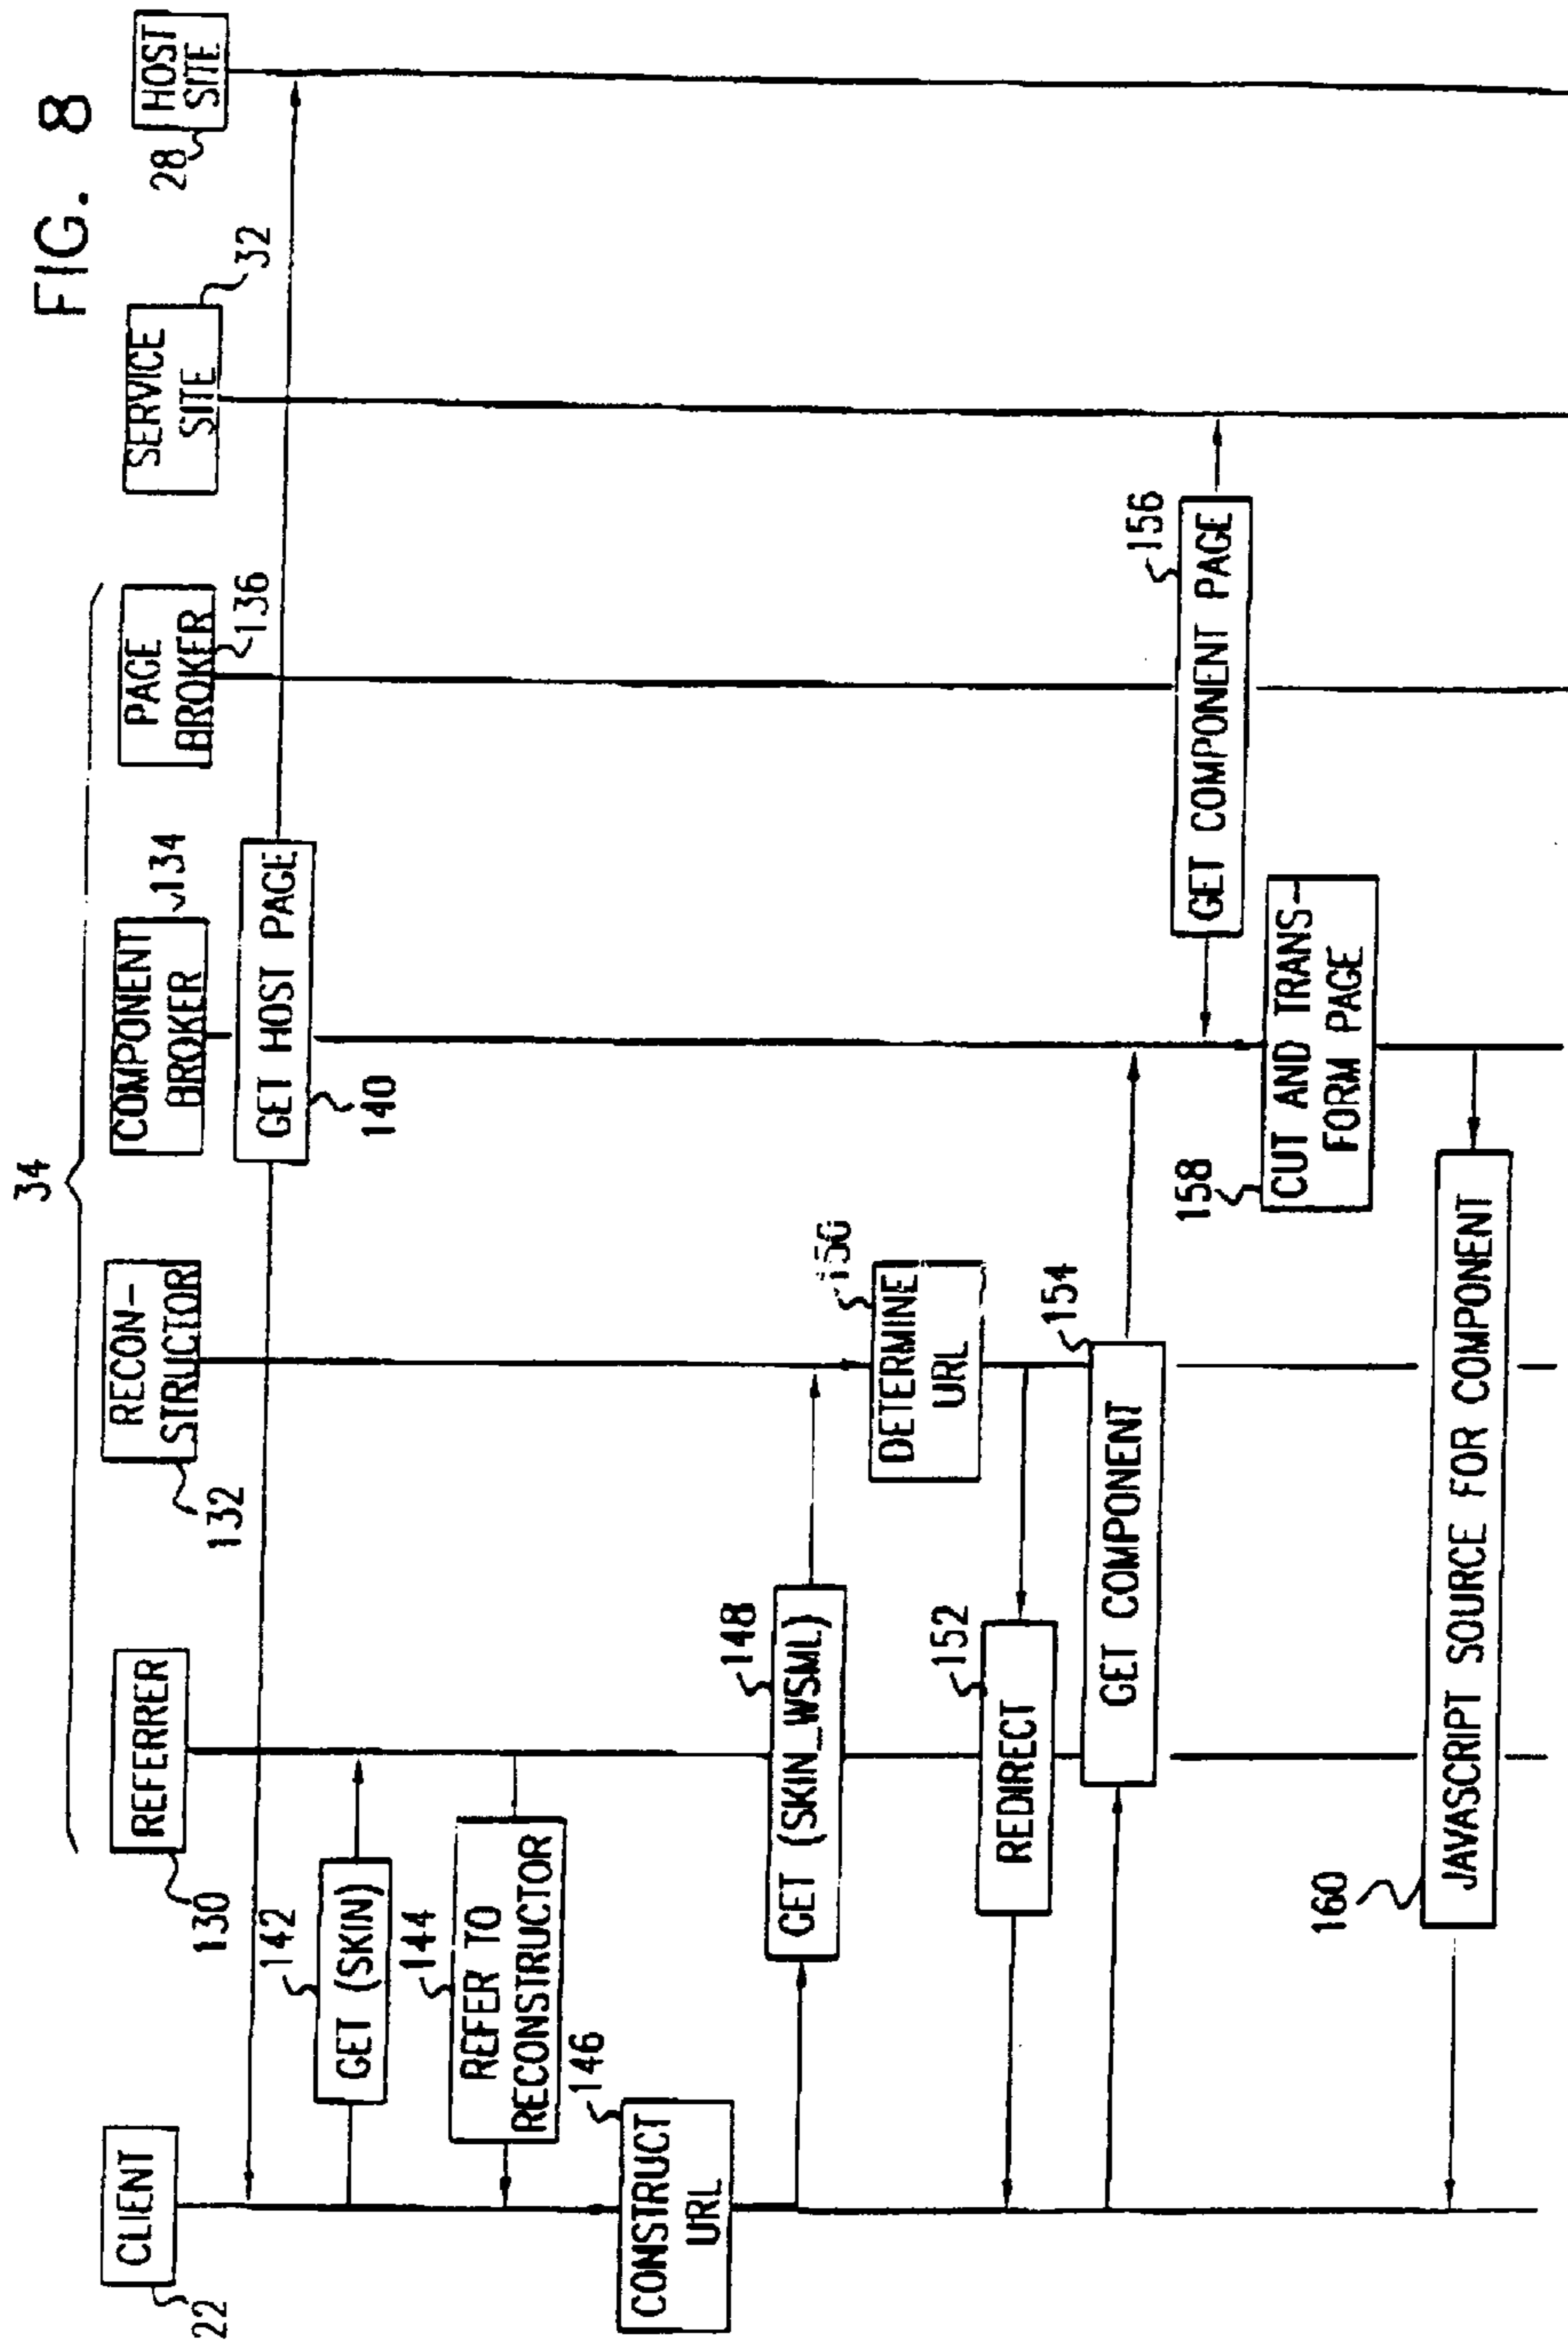 FIG. 8
34
CLIENT
22
REFERRER
130
RECON-
STRUCTOR
132
COMPONENT
BROKER
134
PAGE
BROKER
136
SERVICE
SITE
32
HOST
SITE
28
GET HOST PAGE
140
142
GET (SKIN)
144
REFER TO
RECONSTRUCTOR
146
CONSTRUCT
URL
148
GET (SKIN_WSML)
150
DETERMINE
URL
152
REDIRECT
154
GET COMPONENT
156
GET COMPONENT PAGE
158
CUT AND TRANS-
FORM PAGE
160
JAVASCRIPT SOURCE FOR COMPONENT